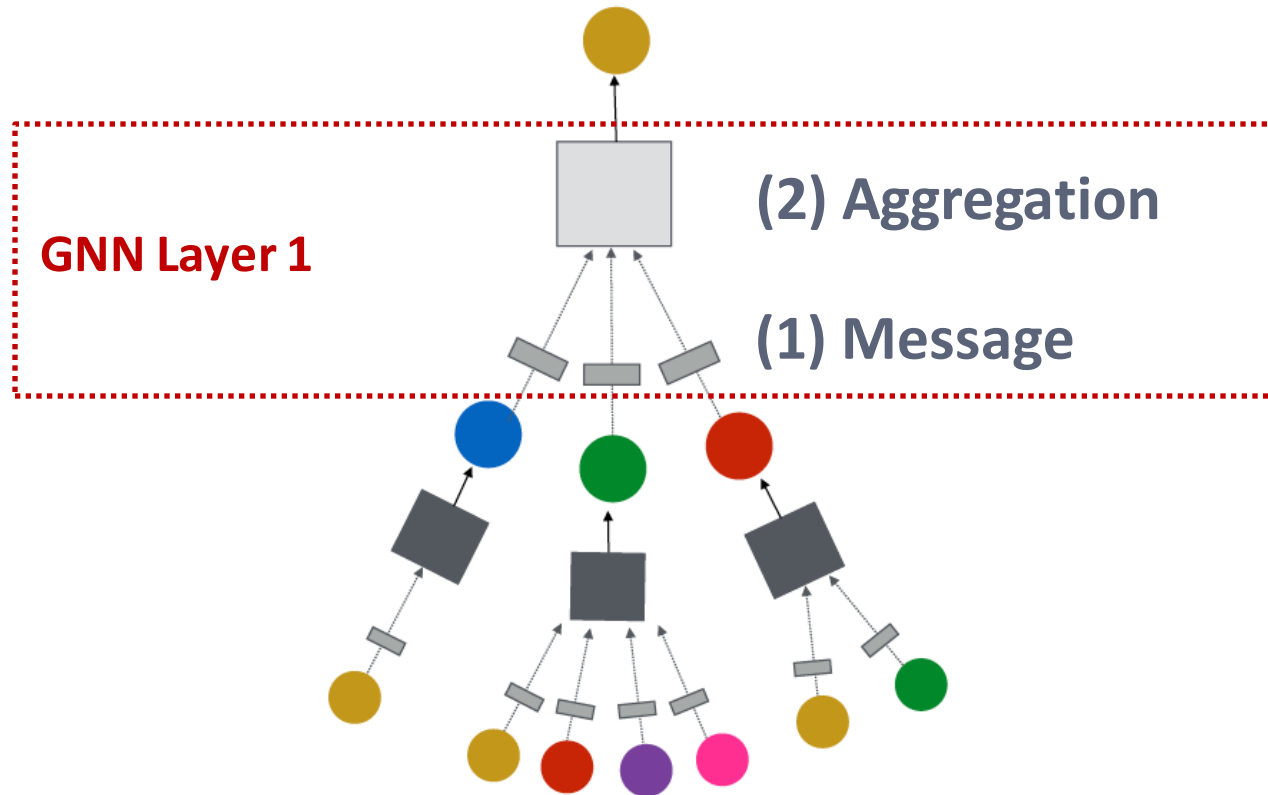 (2) Aggregation
GNN Layer 1
(1) Message